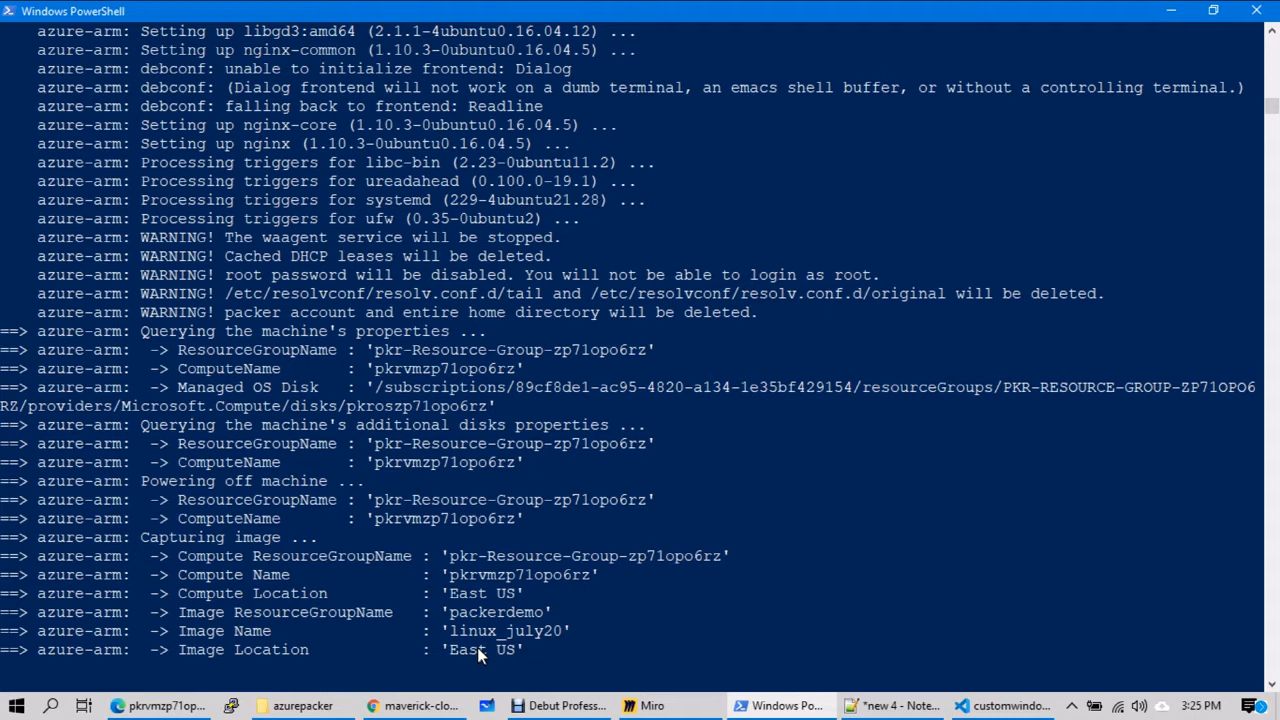 Windows PowerShell
azure-arm: Setting up libgd3:amd64 (2.1.1-4ubuntu0.16.04.12) ...
azure-arm: Setting up nginx-common (1.10.3-0ubuntu0.16.04.5) ...
azure-arm: debconf: unable to initialize frontend: Dialog
azure-arm: debconf: (Dialog frontend will not work on a dumb terminal, an emacs shell buffer, or without a controlling terminal.)
azure-arm: debconf: falling back to frontend: Readline
azure-arm: Setting up nginx-core (1.10.3-0ubuntu0.16.04.5) ...
azure-arm: Setting up nginx (1.10.3-0ubuntu0.16.04.5) ...
azure-arm: Processing triggers for libc-bin (2.23-0ubuntu11.2) ...
azure-arm: Processing triggers for ureadahead (0.100.0-19.1) ...
azure-arm: Processing triggers for systemd (229-4ubuntu21.28) ...
azure-arm: Processing triggers for ufw (0.35-0ubuntu2) ...
azure-arm: WARNING! The waagent service will be stopped.
azure-arm: WARNING! Cached DHCP leases will be deleted.
azure-arm: WARNING! root password will be disabled. You will not be able to login as root.
azure-arm: WARNING! /etc/resolvconf/resolv.conf.d/tail and /etc/resolvconf/resolv.conf.d/original will be deleted.
azure-arm: WARNING! packer account and entire home directory will be deleted.
==> azure-arm: Querying the machine's properties ...
==> azure-arm:  -> ResourceGroupName : 'pkr-Resource-Group-zp71opo6rz'
==> azure-arm:  -> ComputeName       : 'pkrvmzp71opo6rz'
==> azure-arm:  -> Managed OS Disk   : '/subscriptions/89cf8de1-ac95-4820-a134-1e35bf429154/resourceGroups/PKR-RESOURCE-GROUP-ZP71OPO6
RZ/providers/Microsoft.Compute/disks/pkroszp71opo6rz'
==> azure-arm: Querying the machine's additional disks properties ...
==> azure-arm:  -> ResourceGroupName : 'pkr-Resource-Group-zp71opo6rz'
==> azure-arm:  -> ComputeName       : 'pkrvmzp71opo6rz'
==> azure-arm: Powering off machine ...
==> azure-arm:  -> ResourceGroupName : 'pkr-Resource-Group-zp71opo6rz'
==> azure-arm:  -> ComputeName       : 'pkrvmzp71opo6rz'
==> azure-arm: Capturing image ...
==> azure-arm:  -> Compute ResourceGroupName : 'pkr-Resource-Group-zp71opo6rz'
==> azure-arm:  -> Compute Name              : 'pkrvmzp71opo6rz'
==> azure-arm:  -> Compute Location          : 'East US'
==> azure-arm:  -> Image ResourceGroupName   : 'packerdemo'
==> azure-arm:  -> Image Name                : 'linux_july20'
==> azure-arm:  -> Image Location            : 'East US'
pkrvmzp71op... azurepacker maverick-clo... Debut Profess... Miro Windows Po... *new 4 - Note... customwindo... 3:25 PM